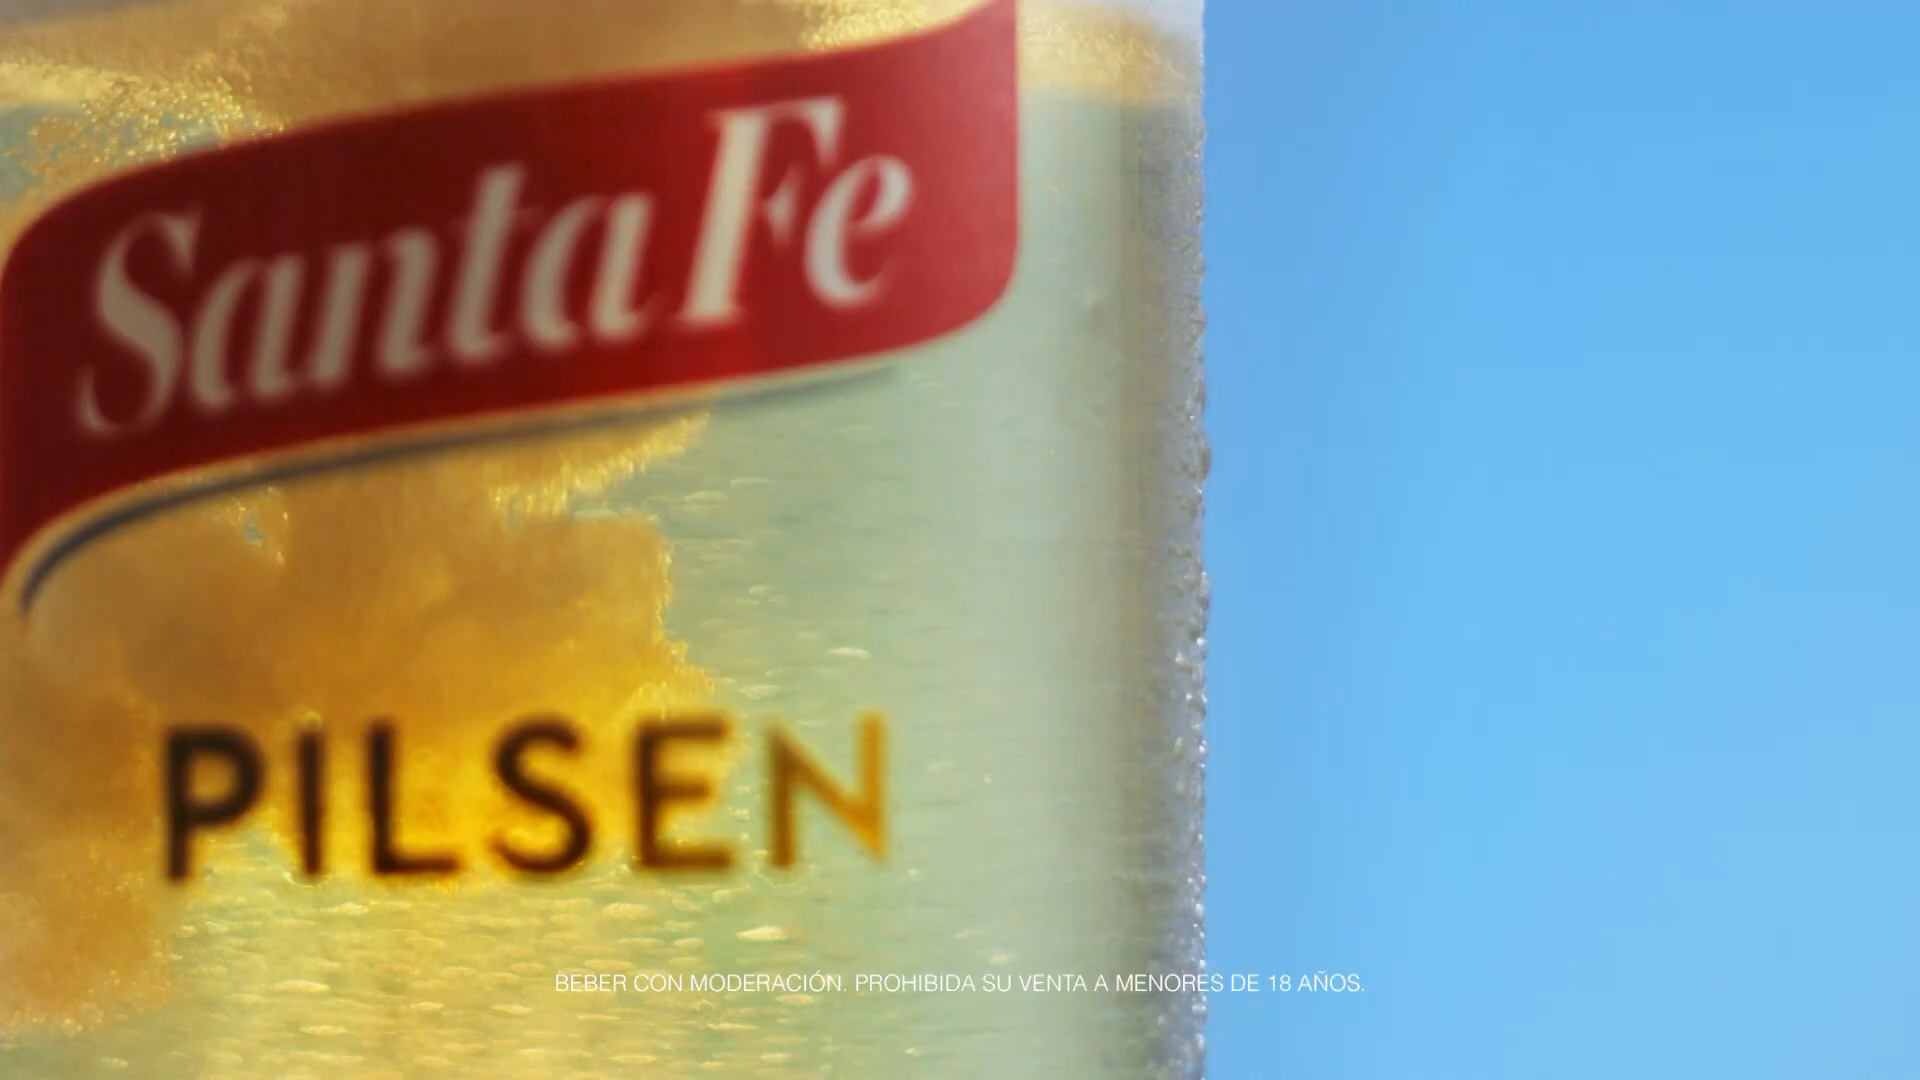 Santa Fe
PILSEN
BEBER CON MODERACIÓN. PROHIBIDA SU VENTA A MENORES DE 18 AÑOS.